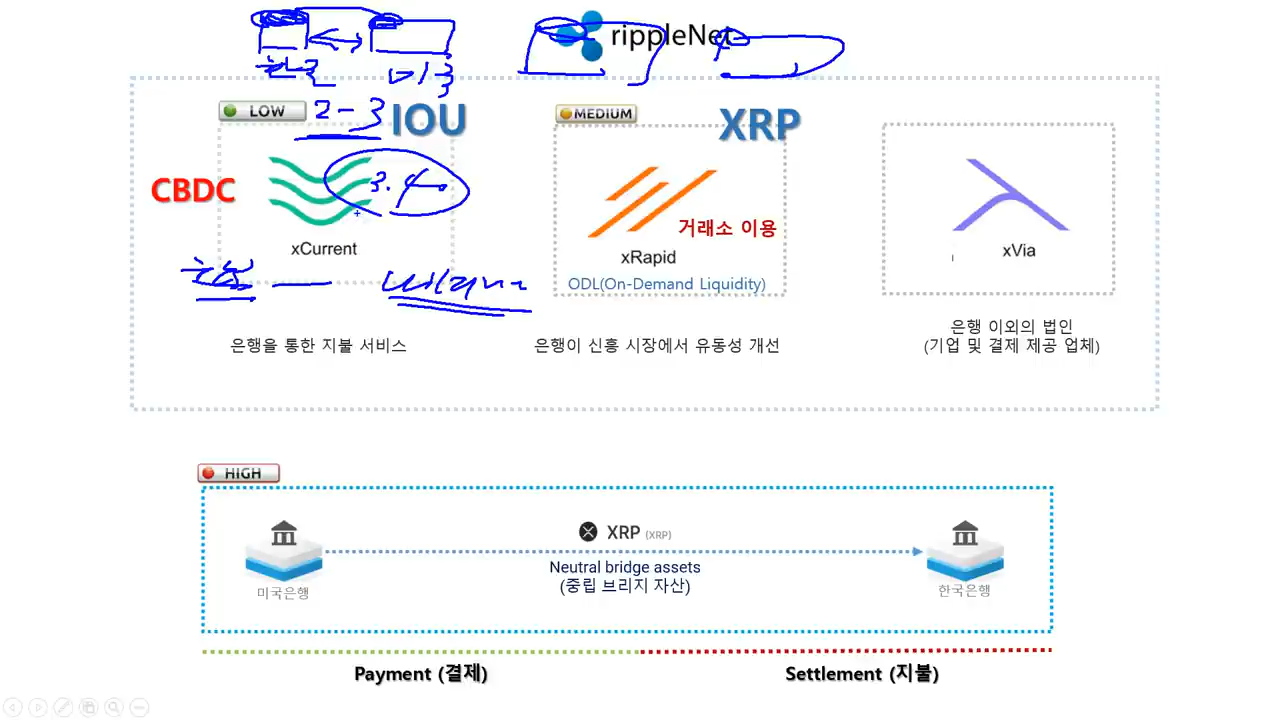 rippleNet
LOW
2-3
IOU
MEDIUM
XRP
CBDC
3.4
거래소 이용
xCurrent
xRapid
xVia
ODL(On-Demand Liquidity)
은행을 통한 지불 서비스
은행이 신흥 시장에서 유동성 개선
은행 이외의 법인
(기업 및 결제 제공 업체)
HIGH
XRP (XRP)
Neutral bridge assets
(중립 브리지 자산)
미국은행
한국은행
Payment (결제)
Settlement (지불)